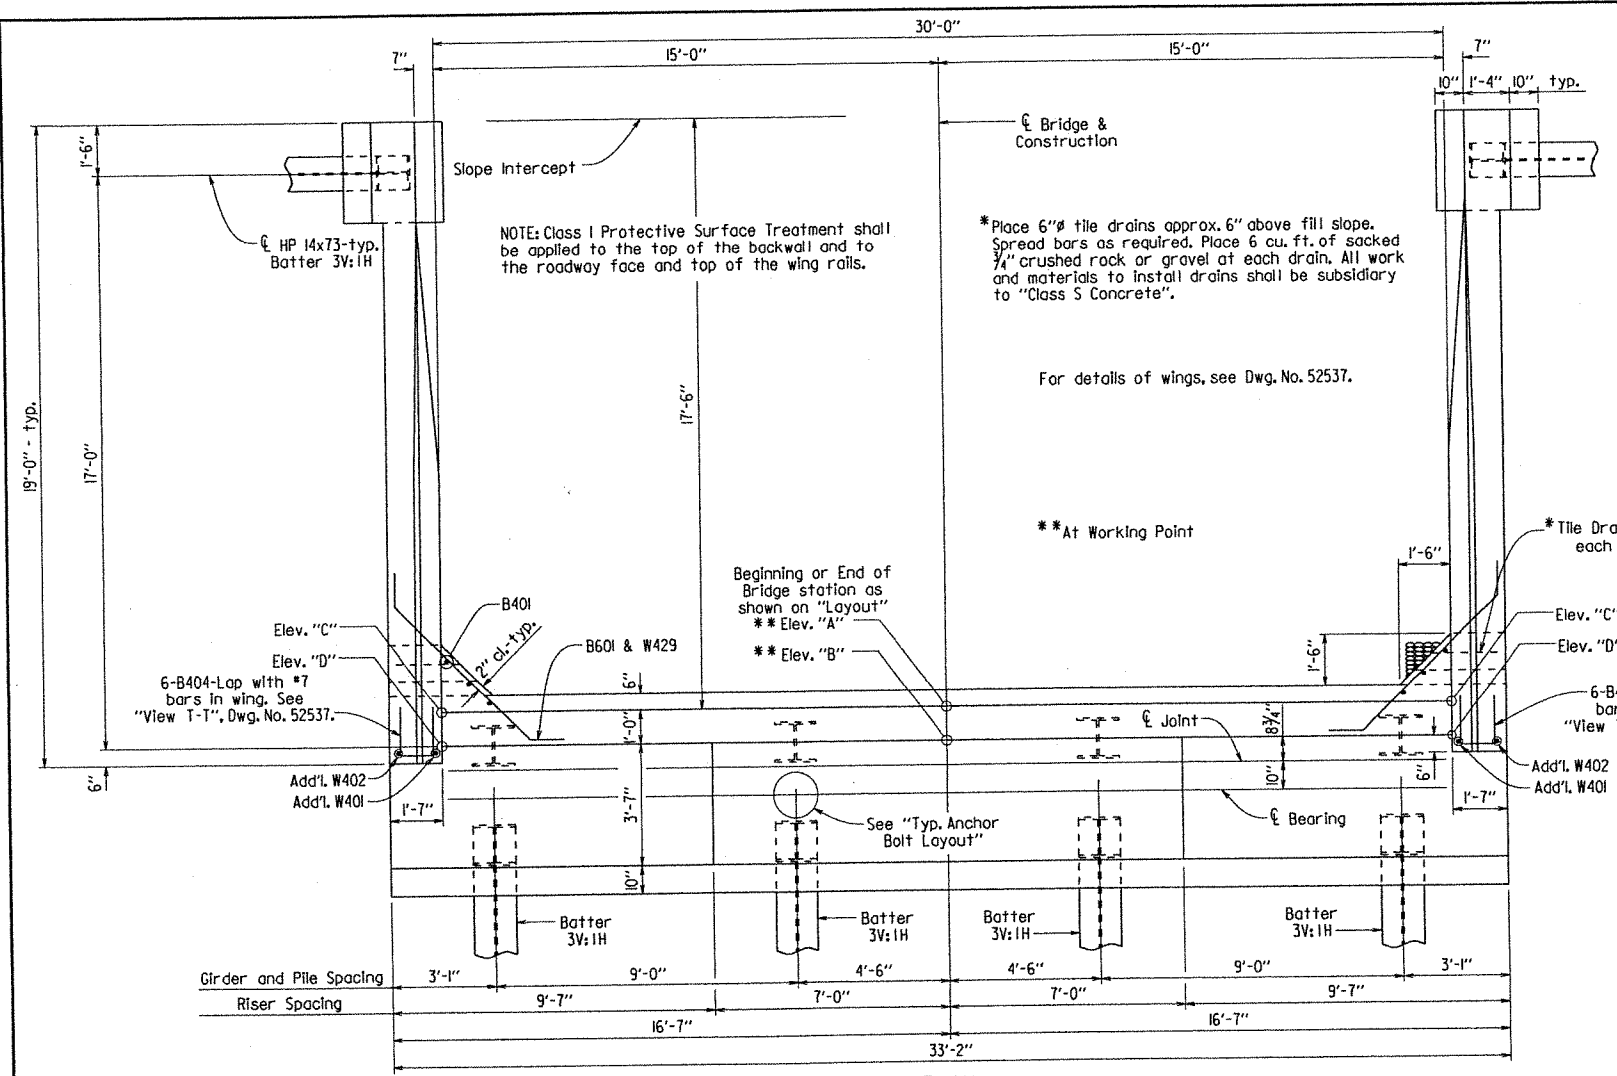 30'-0"
15'-0"
15'-0"
7"
7"
10"
1'-4"
10"
typ.
1'-6"
℄ Bridge &
Construction
Slope Intercept
℄ HP 14x73-typ.
Batter 3V:1H
NOTE: Class 1 Protective Surface Treatment shall
be applied to the top of the backwall and to
the roadway face and top of the wing rails.
*Place 6"ø tile drains approx. 6" above fill slope.
Spread bars as required. Place 6 cu. ft. of sacked
3/4" crushed rock or gravel at each drain. All work
and materials to install drains shall be subsidiary
to "Class S Concrete".
For details of wings, see Dwg. No. 52537.
19'-0" - typ.
17'-0"
17'-6"
**At Working Point
*Tile Dra
each
1'-6"
Beginning or End of
Bridge station as
shown on "Layout"
** Elev. "A"
** Elev. "B"
B401
2" cl.-typ.
B601 & W429
Elev. "C"
Elev. "D"
6-B404-Lap with #7
bars in wing. See
"View T-T", Dwg. No. 52537.
1'-6"
Elev. "C"
Elev. "D"
6-B4
bar
"View
6"
1'-0"
℄ Joint
8 3/4"
10"
6"
6"
Add'l. W402
Add'l. W401
Add'l. W402
Add'l. W401
1'-7"
1'-7"
3'-7"
10"
See "Typ. Anchor
Bolt Layout"
℄ Bearing
Batter
3V:1H
Batter
3V:1H
Batter
3V:1H
Batter
3V:1H
Girder and Pile Spacing
3'-1"
9'-0"
4'-6"
4'-6"
9'-0"
3'-1"
Riser Spacing
9'-7"
7'-0"
7'-0"
9'-7"
16'-7"
16'-7"
33'-2"